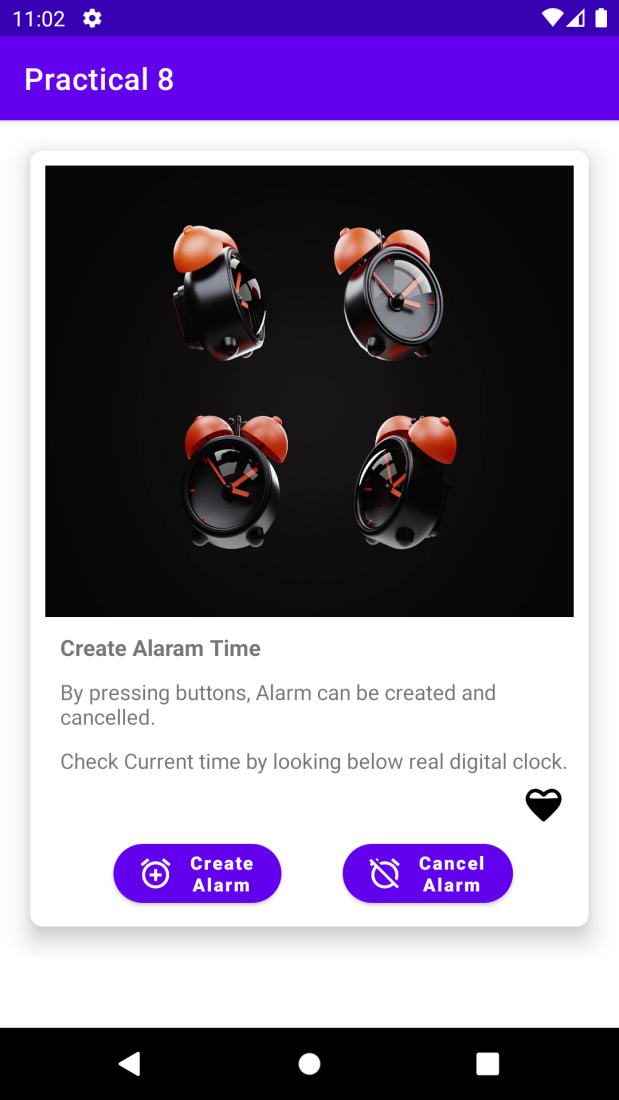 11:02
Practical 8
Create Alaram Time
By pressing buttons, Alarm can be created and
cancelled.
Check Current time by looking below real digital clock.
Create
Alarm
Cancel
Alarm